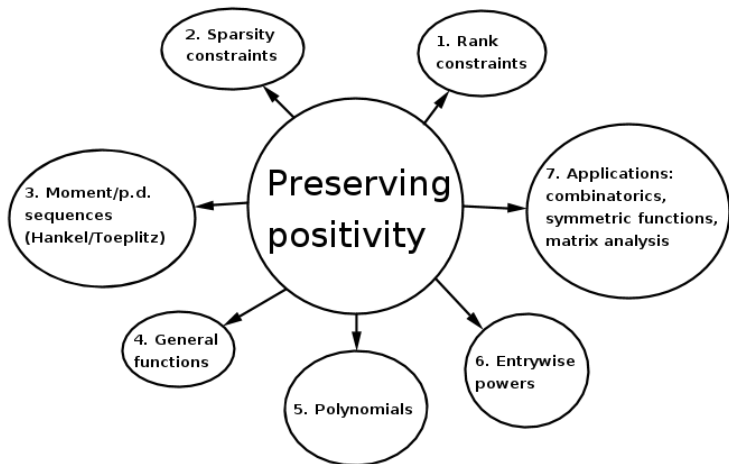 Preserving
positivity
1. Rank
constraints
2. Sparsity
constraints
3. Moment/p.d.
sequences
(Hankel/Toeplitz)
4. General
functions
5. Polynomials
6. Entrywise
powers
7. Applications:
combinatorics,
symmetric functions,
matrix analysis